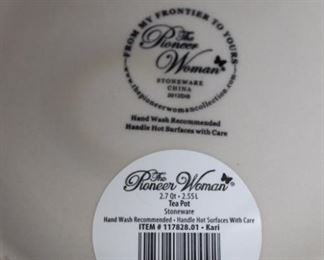 FROM MY FRONTIER TO YOURS
The
Pioneer
Woman
STONEWARE
CHINA
www.thepioneerwomancollection.com
Hand Wash Recommended
Handle Hot Surfaces with Care
The
Pioneer Woman®
2.7 Qt • 2.55L
Tea Pot
Stoneware
Hand Wash Recommended • Handle Hot Surfaces With Care
ITEM # 117828.01 • Kari